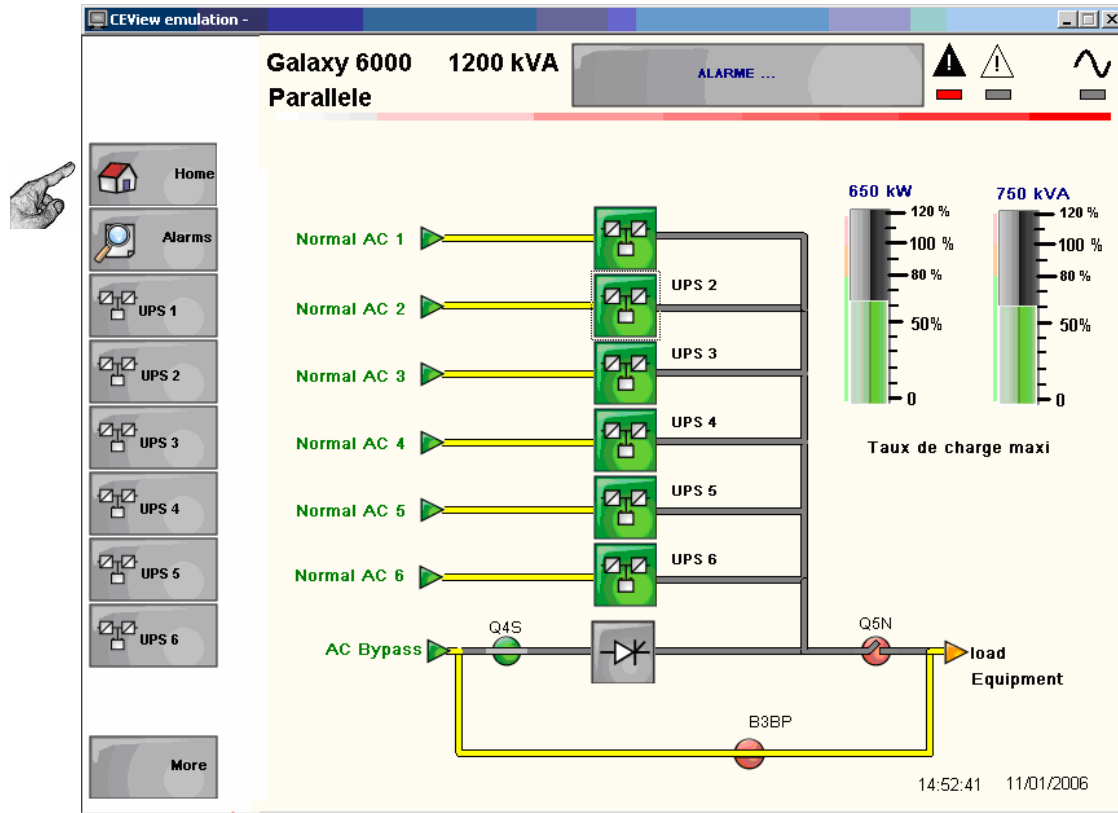 CEView emulation -
Galaxy 6000 1200 kVA
Parallele
ALARME ...
Home
Alarms
UPS 1
UPS 2
UPS 3
UPS 4
UPS 5
UPS 6
More
Normal AC 1
Normal AC 2
Normal AC 3
Normal AC 4
Normal AC 5
Normal AC 6
AC Bypass
UPS 2
UPS 3
UPS 4
UPS 5
UPS 6
Q4S
Q5N
B3BP
load
Equipment
650 kW
120 %
100 %
80 %
50%
0
750 kVA
120 %
100 %
80 %
50%
0
Taux de charge maxi
14:52:41 11/01/2006